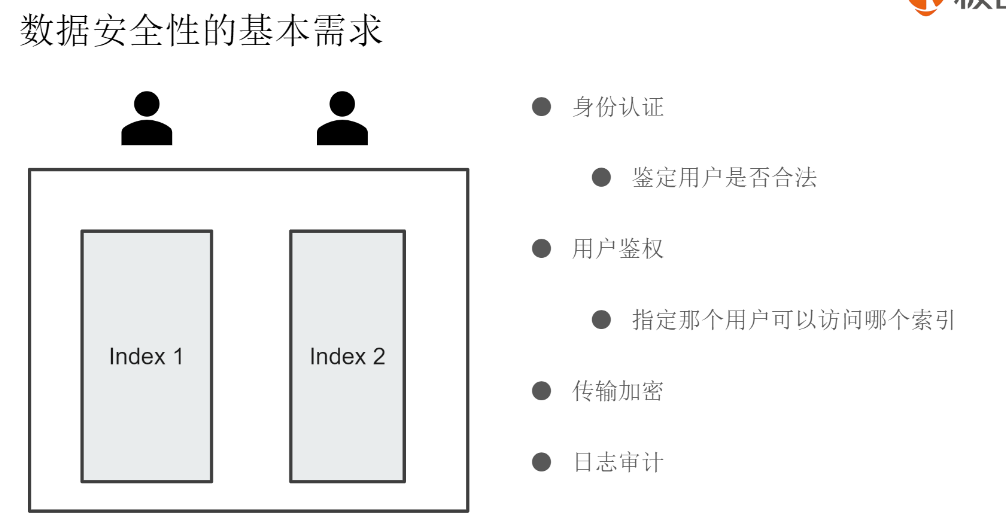 数据安全性的基本需求
Index 1
Index 2
● 身份认证
● 鉴定用户是否合法
● 用户鉴权
● 指定那个用户可以访问哪个索引
● 传输加密
● 日志审计